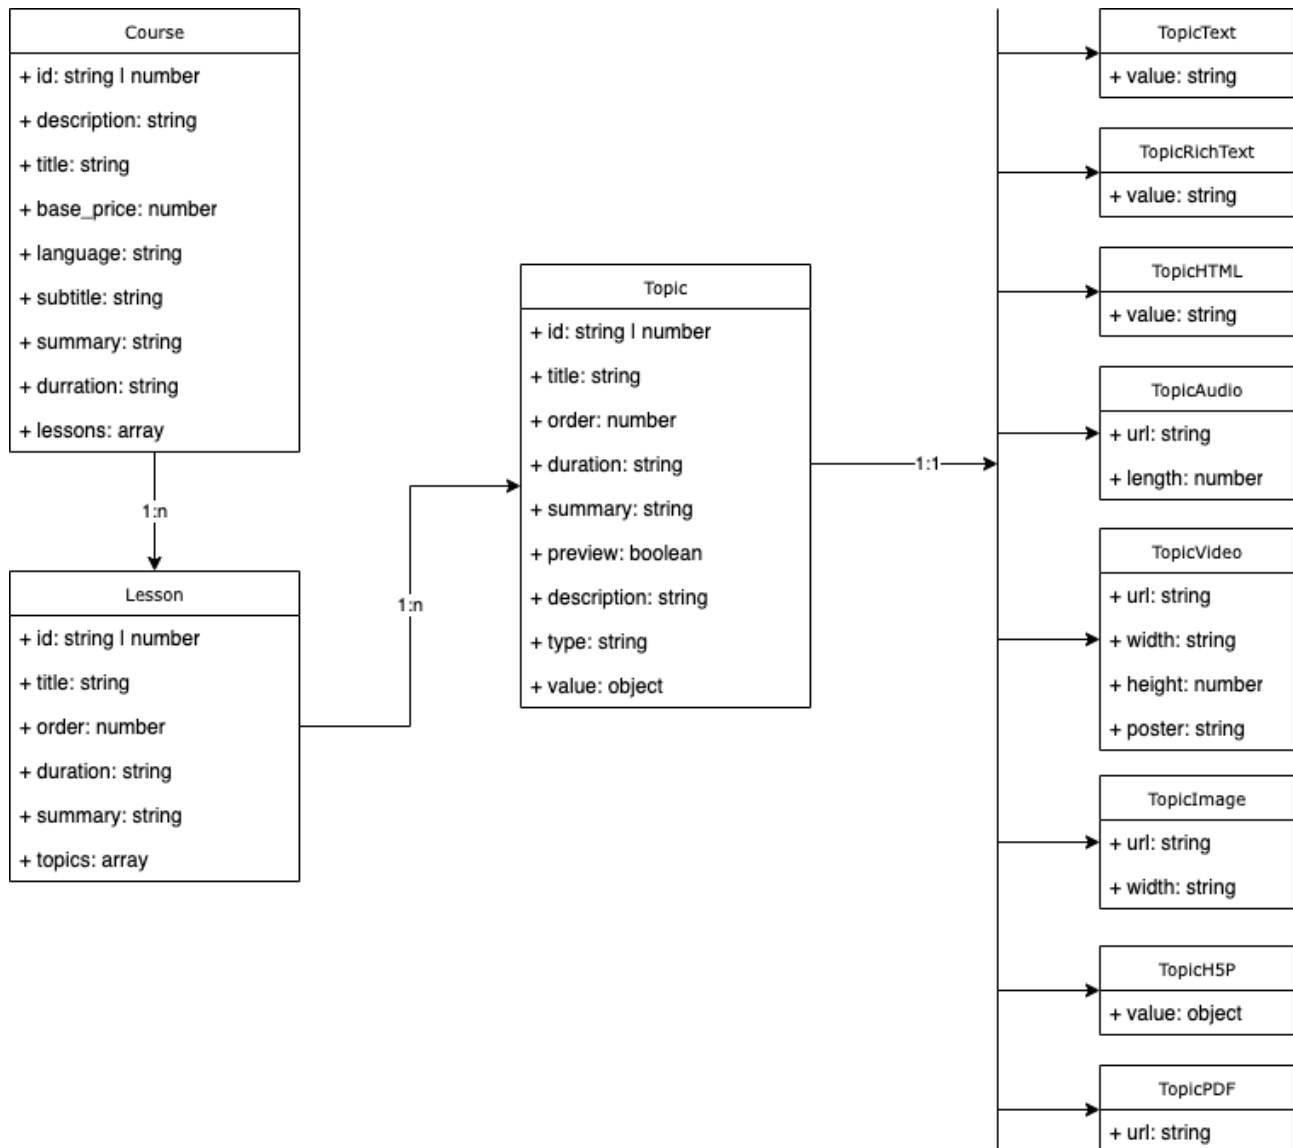 Course
+ id: string | number
+ description: string
+ title: string
+ base_price: number
+ language: string
+ subtitle: string
+ summary: string
+ durration: string
+ lessons: array
1:n
Lesson
+ id: string | number
+ title: string
+ order: number
+ duration: string
+ summary: string
+ topics: array
1:n
Topic
+ id: string | number
+ title: string
+ order: number
+ duration: string
+ summary: string
+ preview: boolean
+ description: string
+ type: string
+ value: object
1:1
TopicText
+ value: string
TopicRichText
+ value: string
TopicHTML
+ value: string
TopicAudio
+ url: string
+ length: number
TopicVideo
+ url: string
+ width: string
+ height: number
+ poster: string
TopicImage
+ url: string
+ width: string
TopicH5P
+ value: object
TopicPDF
+ url: string